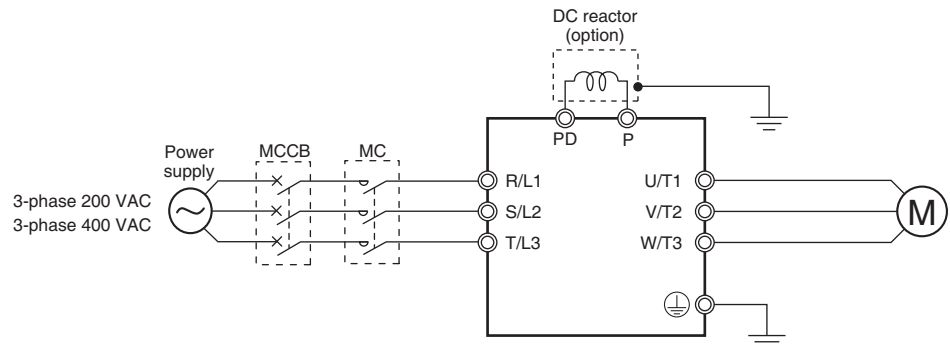 DC reactor
(option)
PD
P
Power
supply
MCCB
MC
3-phase 200 VAC
3-phase 400 VAC
R/L1
S/L2
T/L3
U/T1
V/T2
W/T3
M